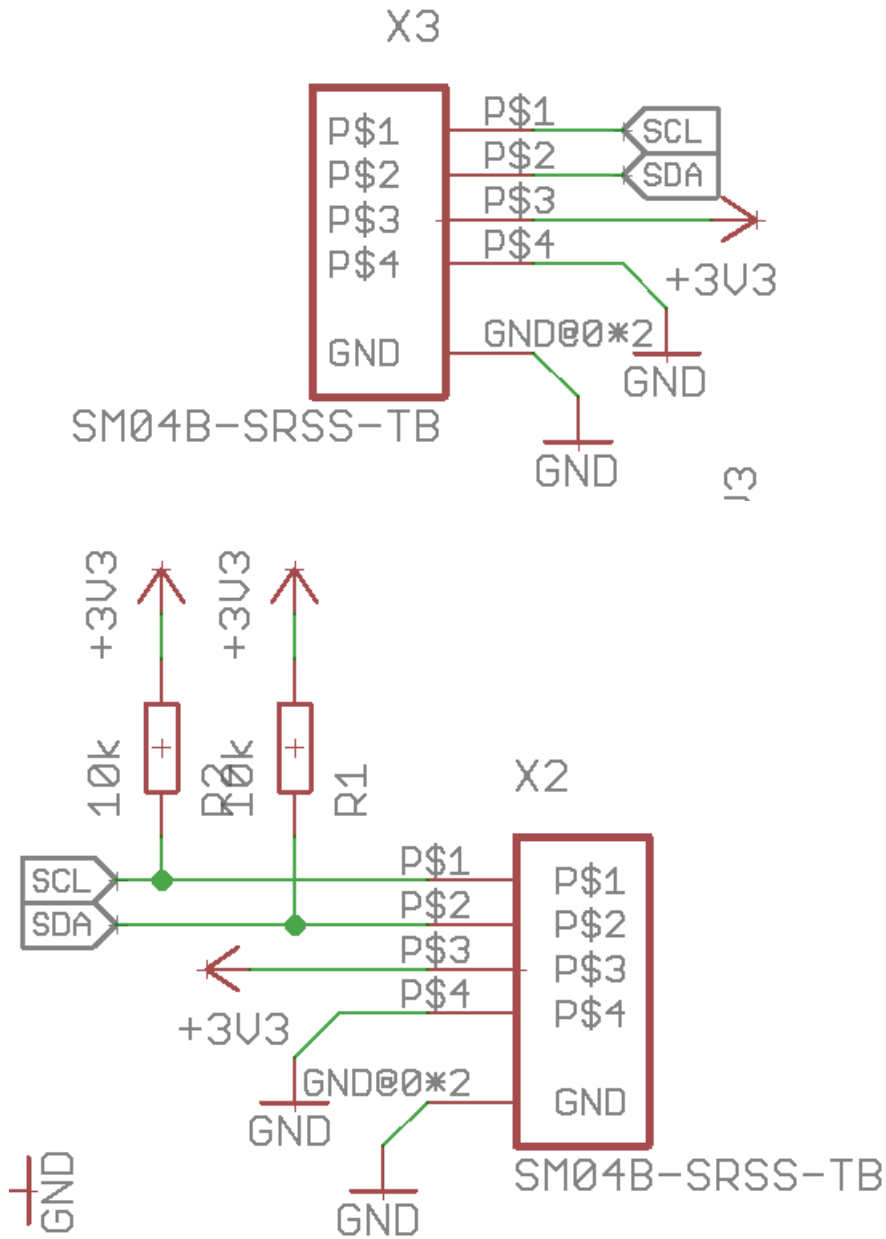 X3
P$1 P$1 SCL
P$2 P$2 SDA
P$3 P$3
P$4 P$4 +3V3
GND GND@0*2 GND
SM04B-SRSS-TB
GND
+3V3 +3V3
10k R2 10k R1
X2
SCL P$1 P$1
SDA P$2 P$2
P$3 P$3
+3V3 P$4 P$4
GND@0*2 GND
GND
SM04B-SRSS-TB
GND
GND